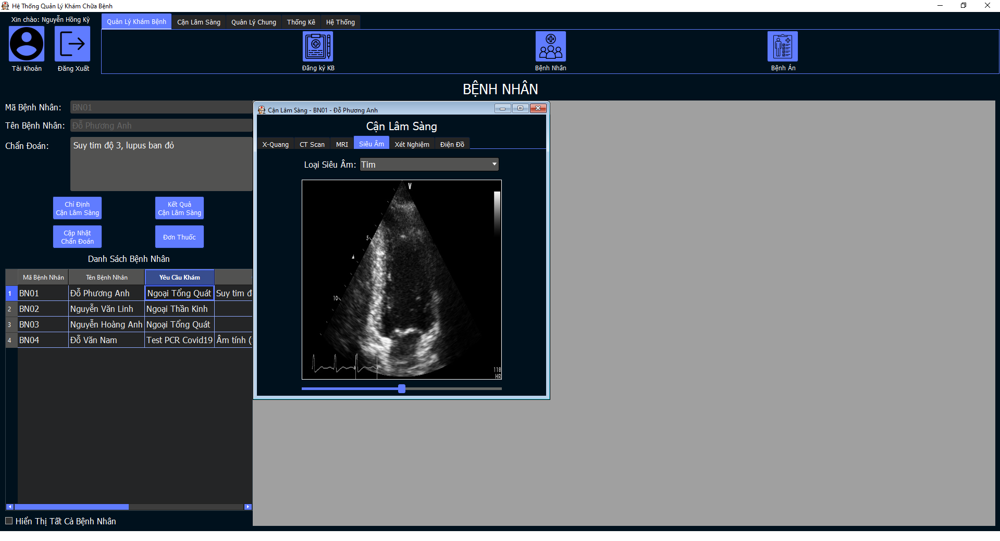 Hệ Thống Quản Lý Khám Chữa Bệnh
Xin chào: Nguyễn Hồng Kỳ
Tài Khoản
Đăng Xuất
Quản Lý Khám Bệnh
Cận Lâm Sàng
Quản Lý Chung
Thống Kê
Hệ Thống
Đăng ký KB
Bệnh Nhân
Bệnh Án
BỆNH NHÂN
Mã Bệnh Nhân: BN01
Tên Bệnh Nhân: Đỗ Phương Anh
Chẩn Đoán: Suy tim độ 3, lupus ban đỏ
Chỉ Định
Cận Lâm Sàng
Kết Quả
Cận Lâm Sàng
Cập Nhật
Chẩn Đoán
Đơn Thuốc
Danh Sách Bệnh Nhân
Mã Bệnh Nhân Tên Bệnh Nhân Yêu Cầu Khám
1 BN01 Đỗ Phương Anh Ngoại Tổng Quát Suy tim đ
2 BN02 Nguyễn Văn Linh Ngoại Thần Kinh
3 BN03 Nguyễn Hoàng Anh Ngoại Tổng Quát
4 BN04 Đỗ Văn Nam Test PCR Covid19 Âm tính (
Hiển Thị Tất Cả Bệnh Nhân
Cận Lâm Sàng - BN01 - Đỗ Phương Anh
Cận Lâm Sàng
X-Quang
CT Scan
MRI
Siêu Âm
Xét Nghiệm
Điện Đồ
Loại Siêu Âm: Tim
V
5
10
118
HR